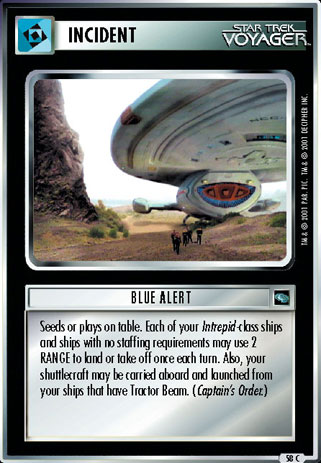 INCIDENT
STAR TREK
VOYAGER
TM & © 2001 PAR. PIC. TM & © 2001 DECIPHER INC.
BLUE ALERT
Seeds or plays on table. Each of your Intrepid-class ships
and ships with no staffing requirements may use 2
RANGE to land or take off once each turn. Also, your
shuttlecraft may be carried aboard and launched from
your ships that have Tractor Beam. (Captain's Order.)
58 C